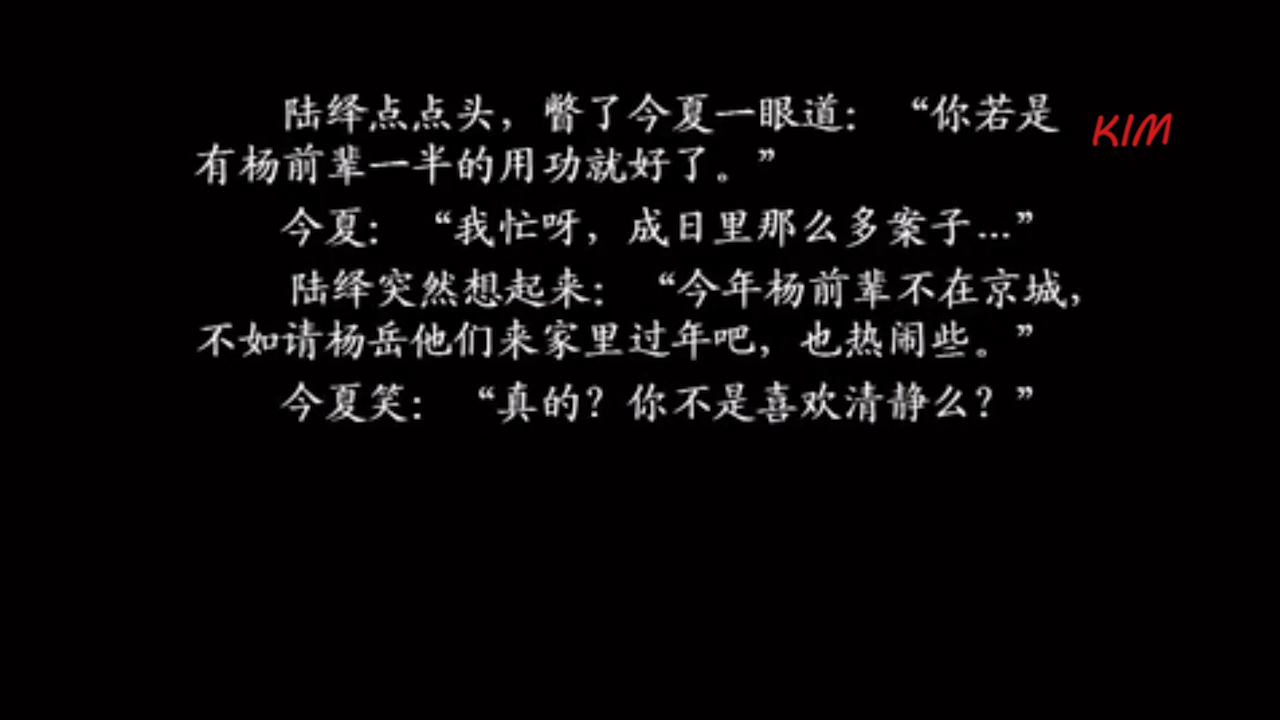 陆绎点点头，瞥了今夏一眼道：“你若是
KIM
有杨前辈一半的用功就好了。”
今夏：“我忙呀，成日里那么多案子...”
陆绎突然想起来：“今年杨前辈不在京城，
不如请杨岳他们来家里过年吧，也热闹些。”
今夏笑：“真的？你不是喜欢清静么？”